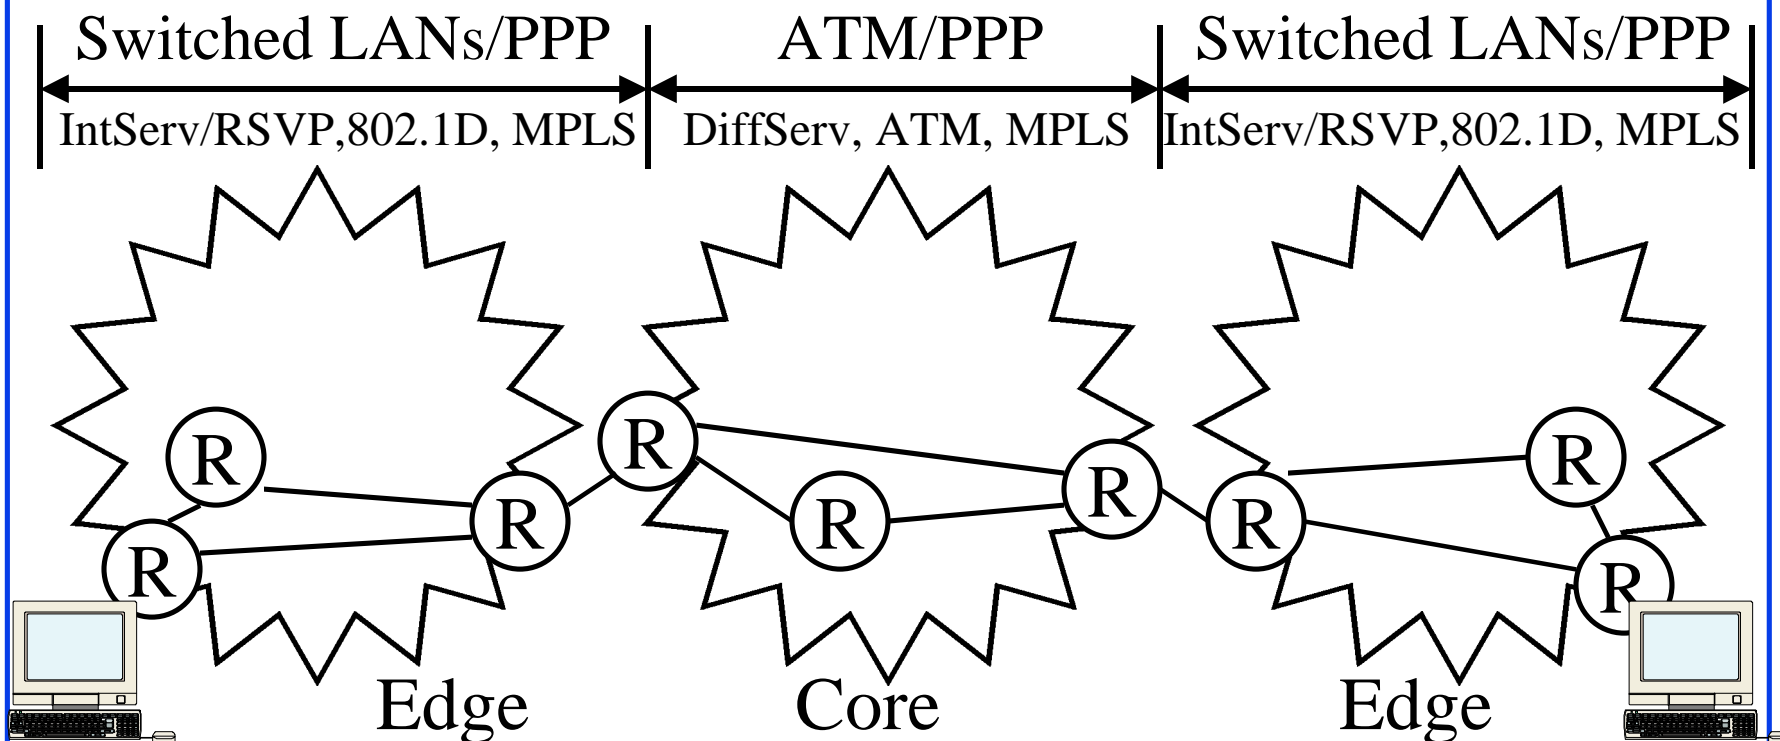 Switched LANs/PPP ATM/PPP Switched LANs/PPP
IntServ/RSVP,802.1D, MPLS DiffServ, ATM, MPLS IntServ/RSVP,802.1D, MPLS
R
R
R
R
R
R
R
R
R
Edge Core Edge